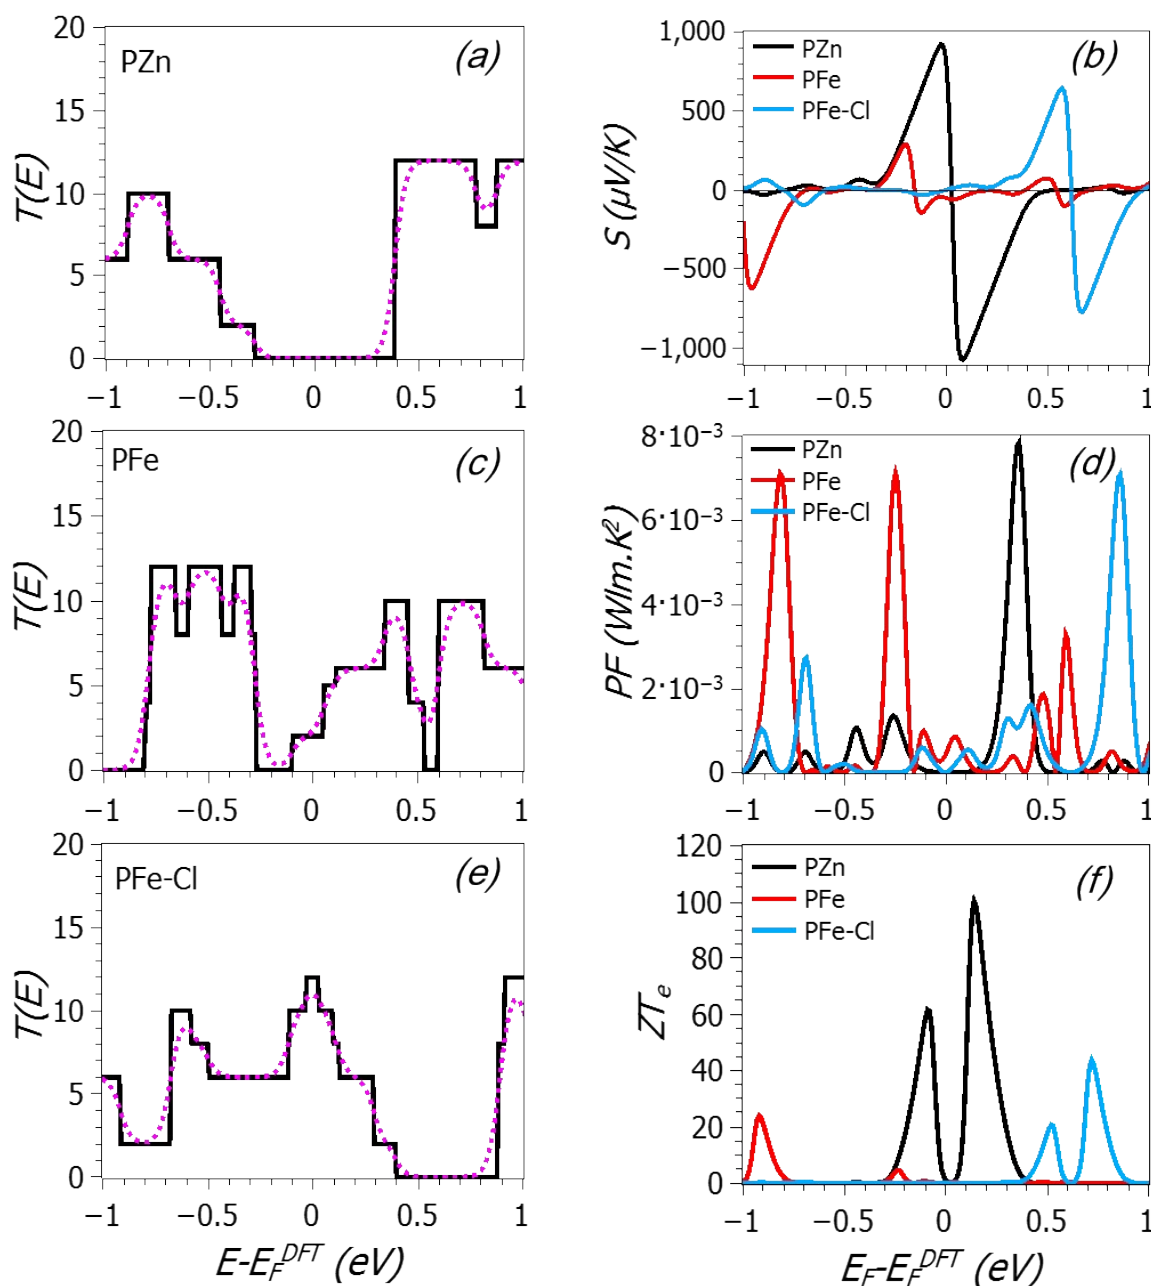 20
15
10
5
0
T(E)
PZn
(a)
−1
−0.5
0
0.5
1
1,000
500
0
−500
−1,000
S (μV/K)
PZn
PFe
PFe-Cl
(b)
−1
−0.5
0
0.5
1
20
15
10
5
0
T(E)
PFe
(c)
−1
−0.5
0
0.5
1
8·10⁻³
6·10⁻³
4·10⁻³
2·10⁻³
0
PF (W/m.K²)
PZn
PFe
PFe-Cl
(d)
−1
−0.5
0
0.5
1
20
15
10
5
0
T(E)
PFe-Cl
(e)
−1
−0.5
0
0.5
1
E-E_F^DFT (eV)
120
100
80
60
40
20
0
ZT_e
PZn
PFe
PFe-Cl
(f)
−1
−0.5
0
0.5
1
E_F-E_F^DFT (eV)